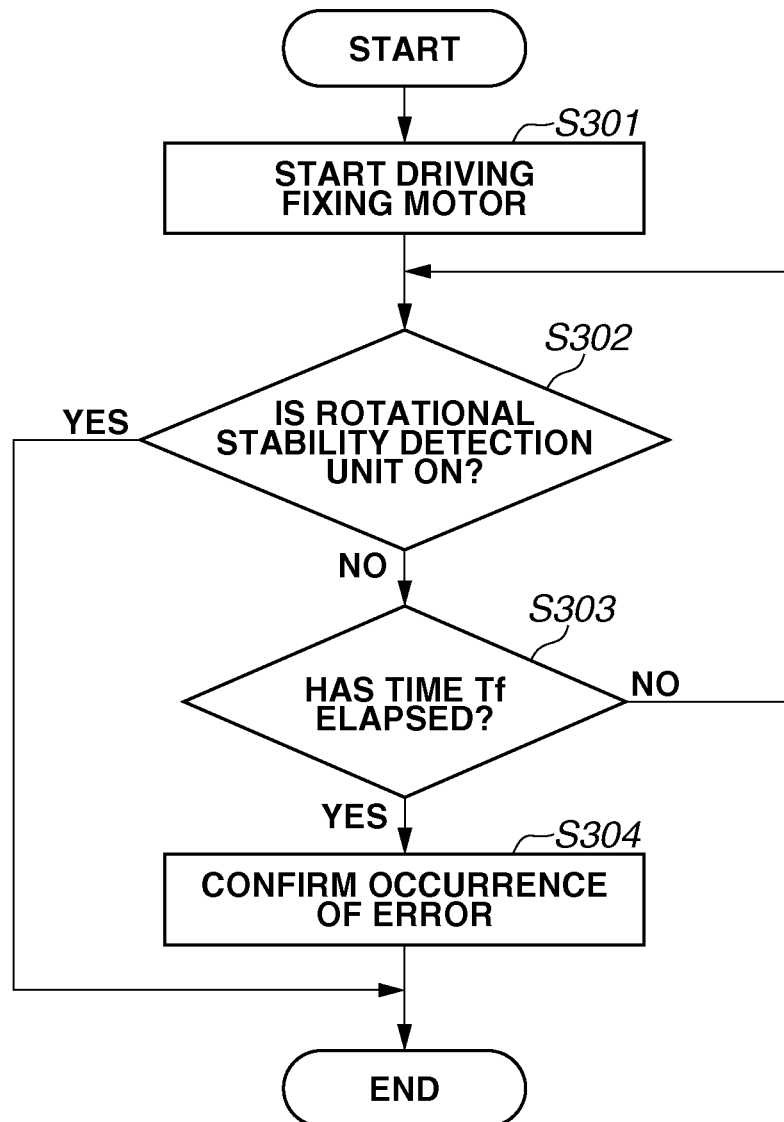 START
S301
START DRIVING
FIXING MOTOR
S302
YES
IS ROTATIONAL
STABILITY DETECTION
UNIT ON?
NO
S303
HAS TIME Tf
ELAPSED?
NO
YES
S304
CONFIRM OCCURRENCE
OF ERROR
END